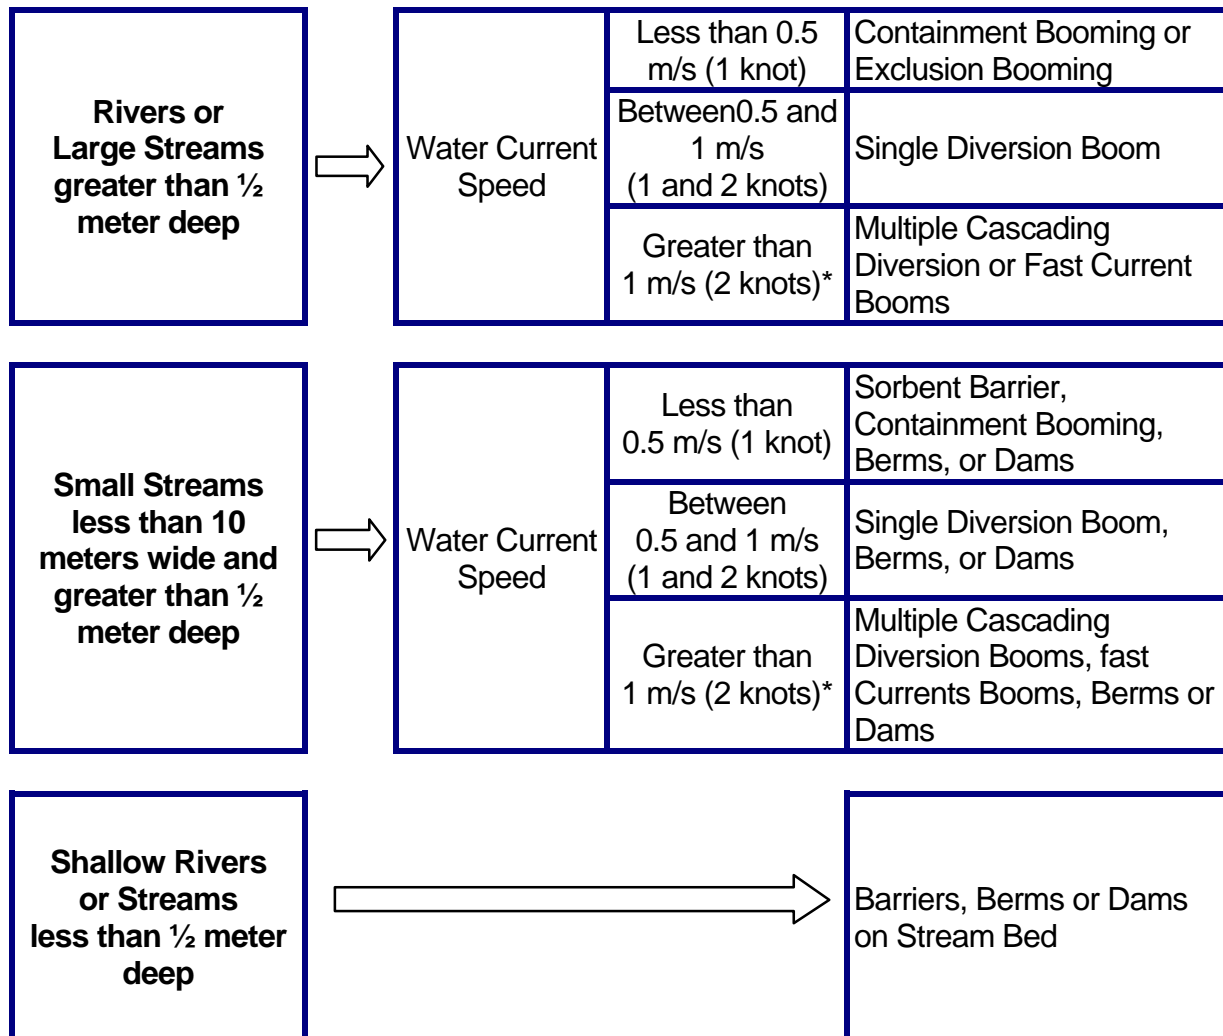 Rivers or
Large Streams
greater than ½
meter deep
Water Current
Speed
Less than 0.5
m/s (1 knot)
Containment Booming or
Exclusion Booming
Between0.5 and
1 m/s
(1 and 2 knots)
Single Diversion Boom
Greater than
1 m/s (2 knots)*
Multiple Cascading
Diversion or Fast Current
Booms
Small Streams
less than 10
meters wide and
greater than ½
meter deep
Water Current
Speed
Less than
0.5 m/s (1 knot)
Sorbent Barrier,
Containment Booming,
Berms, or Dams
Between
0.5 and 1 m/s
(1 and 2 knots)
Single Diversion Boom,
Berms, or Dams
Greater than
1 m/s (2 knots)*
Multiple Cascading
Diversion Booms, fast
Currents Booms, Berms or
Dams
Shallow Rivers
or Streams
less than ½ meter
deep
Barriers, Berms or Dams
on Stream Bed